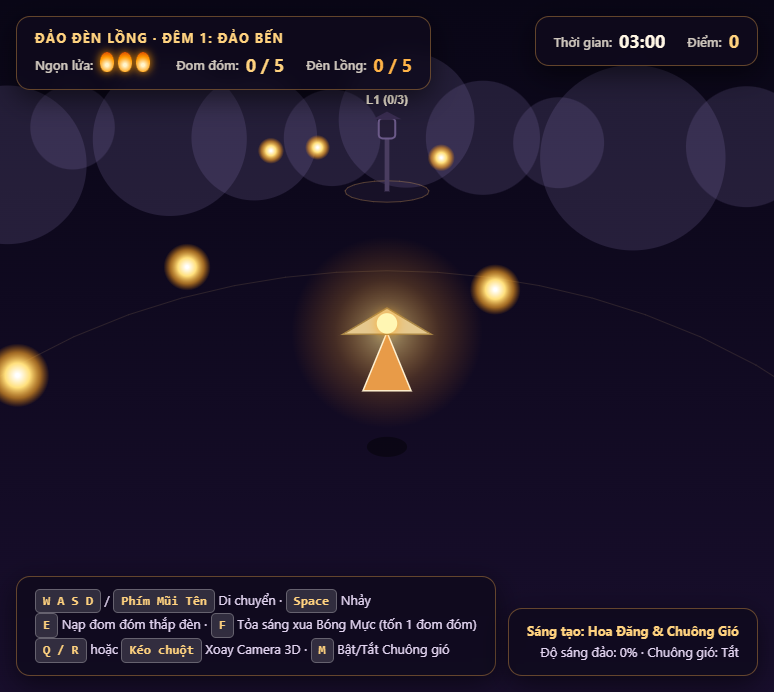 ĐẢO ĐÈN LỒNG · ĐÊM 1: ĐẢO BẾN
Ngọn lửa: Đom đóm: 0 / 5 Đèn Lồng: 0 / 5
Thời gian: 03:00 Điểm: 0
L1 (0/3)
W A S D / Phím Mũi Tên Di chuyển · Space Nhảy
E Nạp đom đóm thắp đèn · F Tỏa sáng xua Bóng Mực (tốn 1 đom đóm)
Q / R hoặc Kéo chuột Xoay Camera 3D · M Bật/Tắt Chuông gió
Sáng tạo: Hoa Đăng & Chuông Gió
Độ sáng đảo: 0% · Chuông gió: Tắt